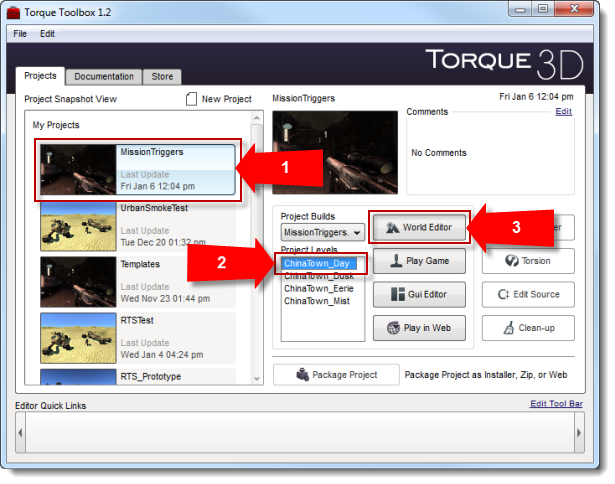 Torque Toolbox 1.2
File Edit
TORQUE 3D
Projects Documentation Store
Project Snapshot View
New Project
My Projects
MissionTriggers
Last Update
Fri Jan 6 12:04 pm
UrbanSmokeTest
Last Update
Tue Dec 20 01:32 pm
Templates
Last Update
Wed Nov 23 01:44 pm
RTSTest
Last Update
Wed Jan 4 04:24 pm
RTS_Prototype
1
MissionTriggers
Fri Jan 6 12:04 pm
Comments
Edit
No Comments
Project Builds
MissionTriggers.
Project Levels
2
ChinaTown_Day
ChinaTown_Dusk
ChinaTown_Eerie
ChinaTown_Mist
World Editor
3
Play Game
Torsion
Gui Editor
Edit Source
Play in Web
Clean-up
Package Project
Package Project as Installer, Zip, or Web
Editor Quick Links
Edit Tool Bar